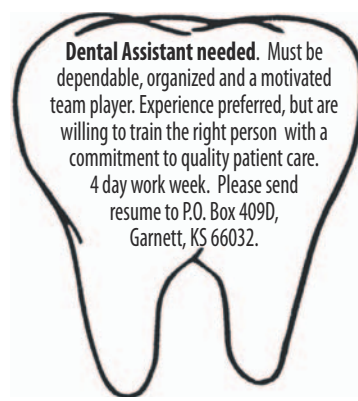 Dental Assistant needed. Must be
dependable, organized and a motivated
team player. Experience preferred, but are
willing to train the right person with a
commitment to quality patient care.
4 day work week. Please send
resume to P.O. Box 409D,
Garnett, KS 66032.